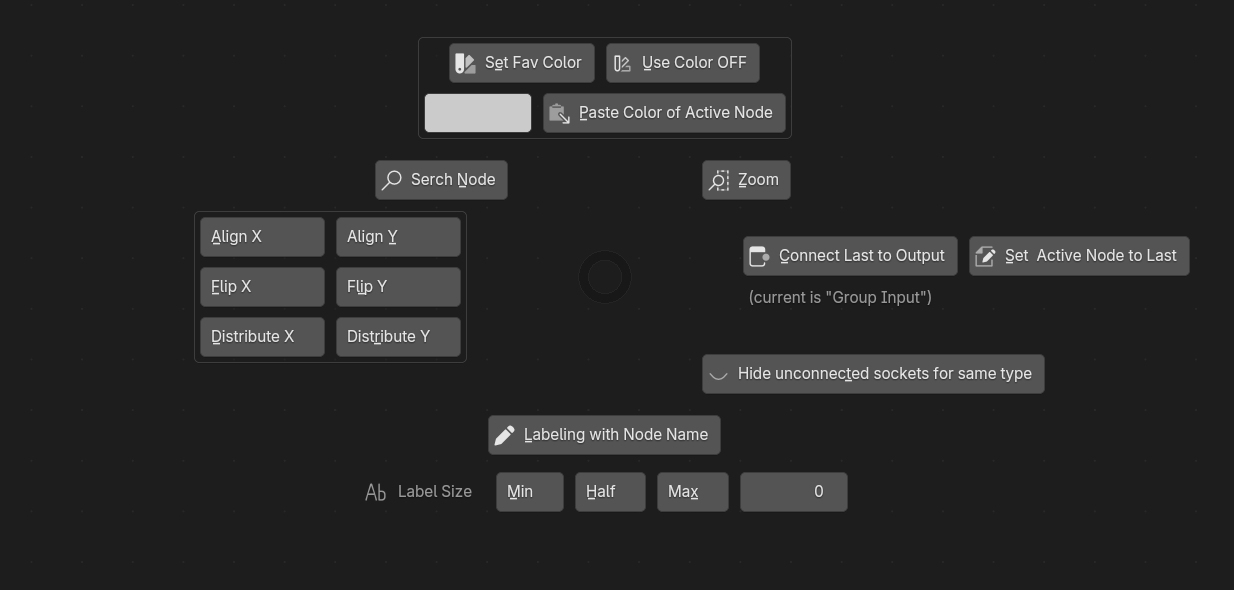 Set Fav Color Use Color OFF
Paste Color of Active Node
Serch Node Zoom
Align X Align Y
Connect Last to Output Set  Active Node to Last
Flip X Flip Y
(current is "Group Input")
Distribute X Distribute Y
Hide unconnected sockets for same type
Labeling with Node Name
Ab Label Size Min Half Max 0